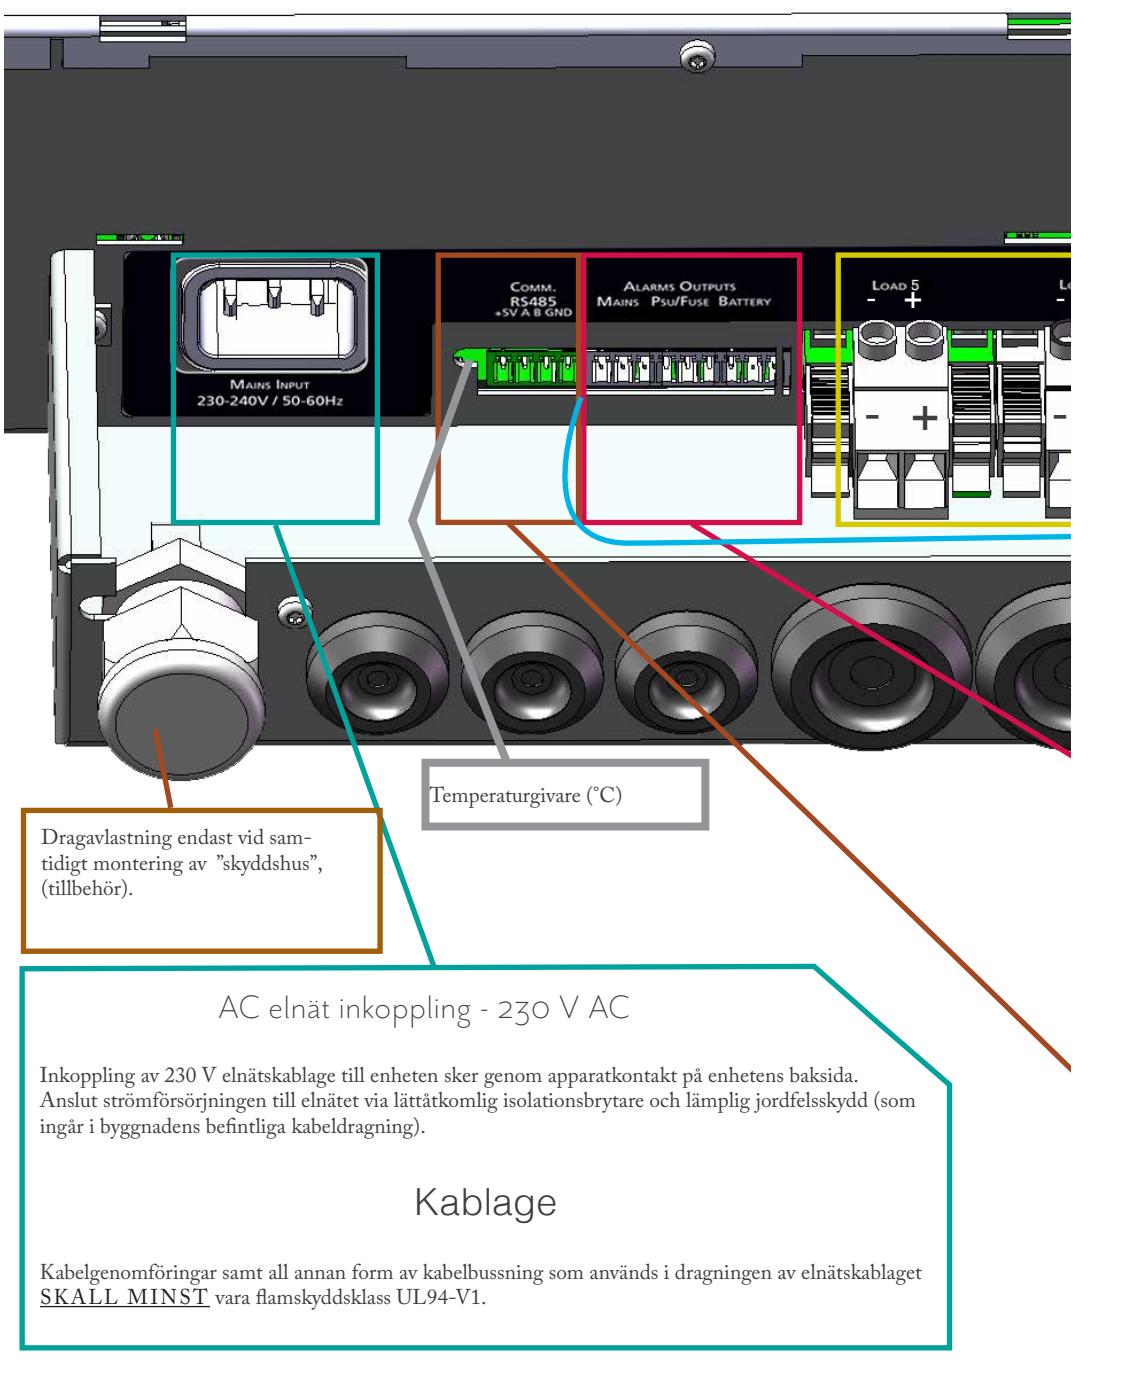 COMM.
RS485
+5V A B GND
ALARMS OUTPUTS
MAINS PSU/FUSE BATTERY
LOAD 5
- +
MAINS INPUT
230-240V / 50-60HZ
- +
-
-
Temperaturgivare (°C)
Dragavlastning endast vid sam-
tidigt montering av ”skyddshus”,
(tillbehör).
AC elnät inkoppling - 230 V AC
Inkoppling av 230 V elnätskablage till enheten sker genom apparatkontakt på enhetens baksida.
Anslut strömförsörjningen till elnätet via lättåtkomlig isolationsbrytare och lämplig jordfelsskydd (som
ingår i byggnadens befintliga kabeldragning).
Kablage
Kabelgenomföringar samt all annan form av kabelbussning som används i dragningen av elnätskablaget
SKALL MINST vara flamskyddsklass UL94-V1.